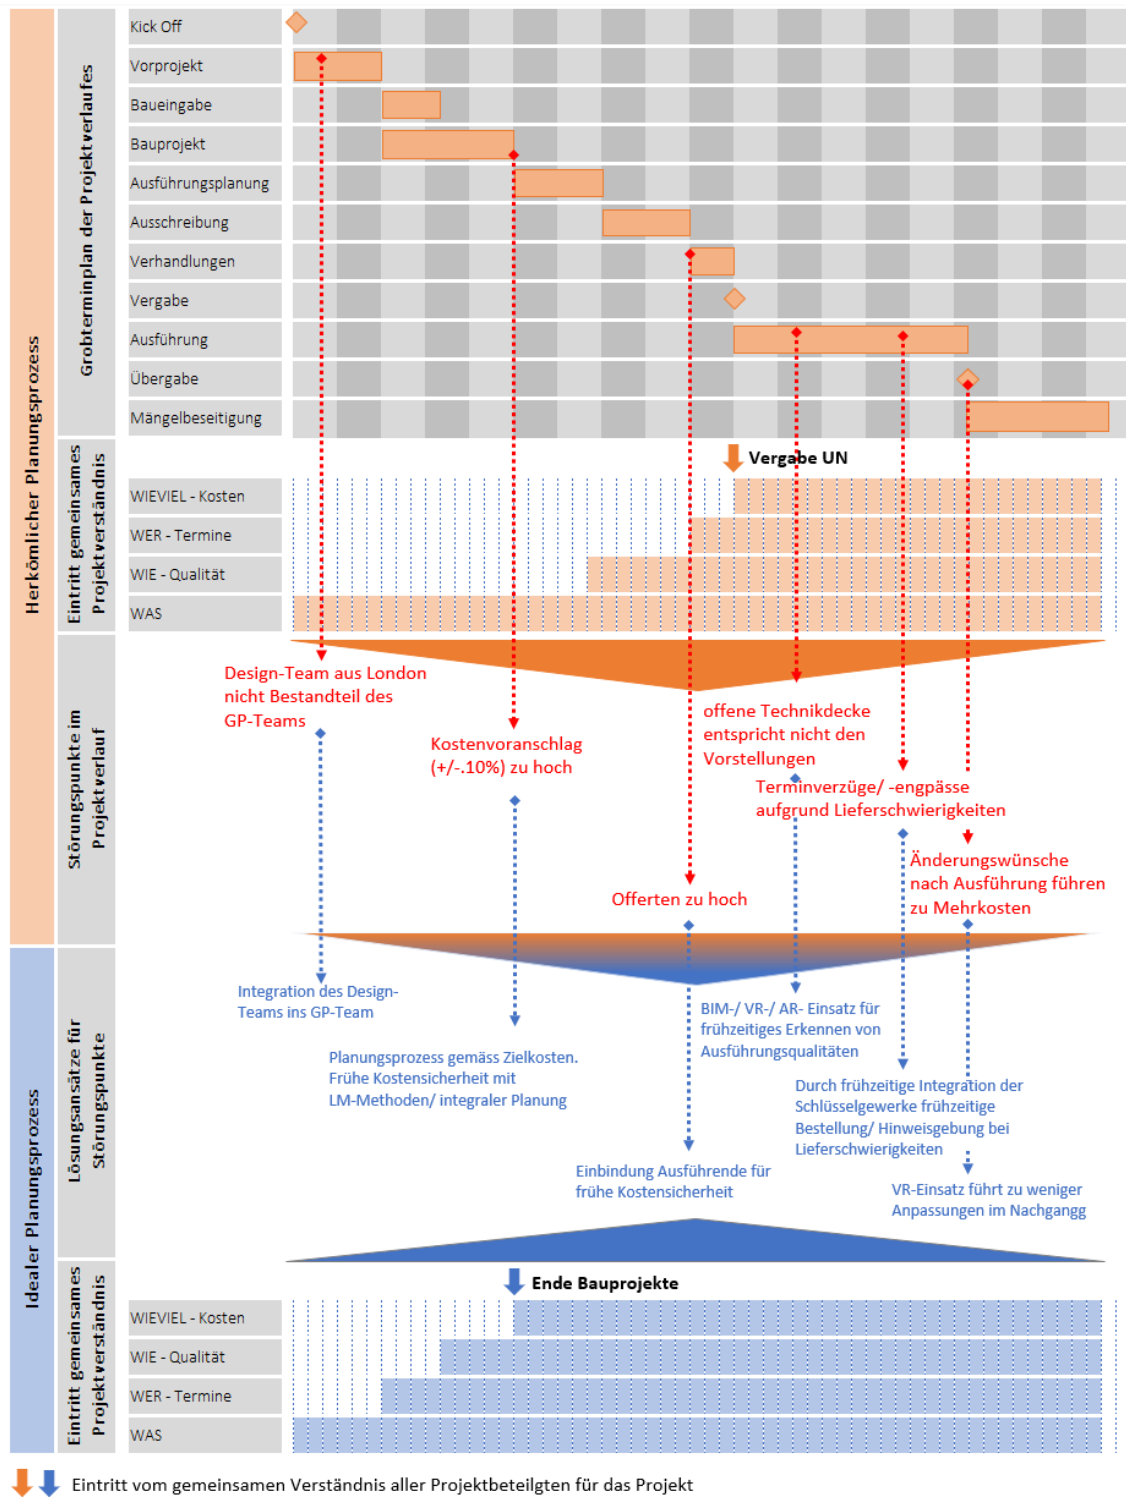 Herkömlicher Planungsprozess
Grobterminplan der Projektverlaufes
Kick Off
Vorprojekt
Baueingabe
Bauprojekt
Ausführungsplanung
Ausschreibung
Verhandlungen
Vergabe
Ausführung
Übergabe
Mängelbeseitigung
Eintritt gemeinsames
Projektverständnis
Vergabe UN
WIEVIEL - Kosten
WER - Termine
WIE - Qualität
WAS
Störungspunkte im
Projektverlauf
Design-Team aus London
nicht Bestandteil des
GP-Teams
Kostenvoranschlag
(+/-.10%) zu hoch
offene Technikdecke
entspricht nicht den
Vorstellungen
Terminverzüge/ -engpässe
aufgrund Lieferschwierigkeiten
Änderungswünsche
nach Ausführung führen
zu Mehrkosten
Offerten zu hoch
Idealer Planungsprozess
Lösungsansätze für
Störungspunkte
Integration des Design-
Teams ins GP-Team
Planungsprozess gemäss Zielkosten.
Frühe Kostensicherheit mit
LM-Methoden/ integraler Planung
BIM-/ VR-/ AR- Einsatz für
frühzeitiges Erkennen von
Ausführungsqualitäten
Durch frühzeitige Integration der
Schlüsselgewerke frühzeitige
Bestellung/ Hinweisgebung bei
Lieferschwierigkeiten
Einbindung Ausführende für
frühe Kostensicherheit
VR-Einsatz führt zu weniger
Anpassungen im Nachgangg
Eintritt gemeinsames
Projektverständnis
Ende Bauprojekte
WIEVIEL - Kosten
WIE - Qualität
WER - Termine
WAS
Eintritt vom gemeinsamen Verständnis aller Projektbeteilgten für das Projekt